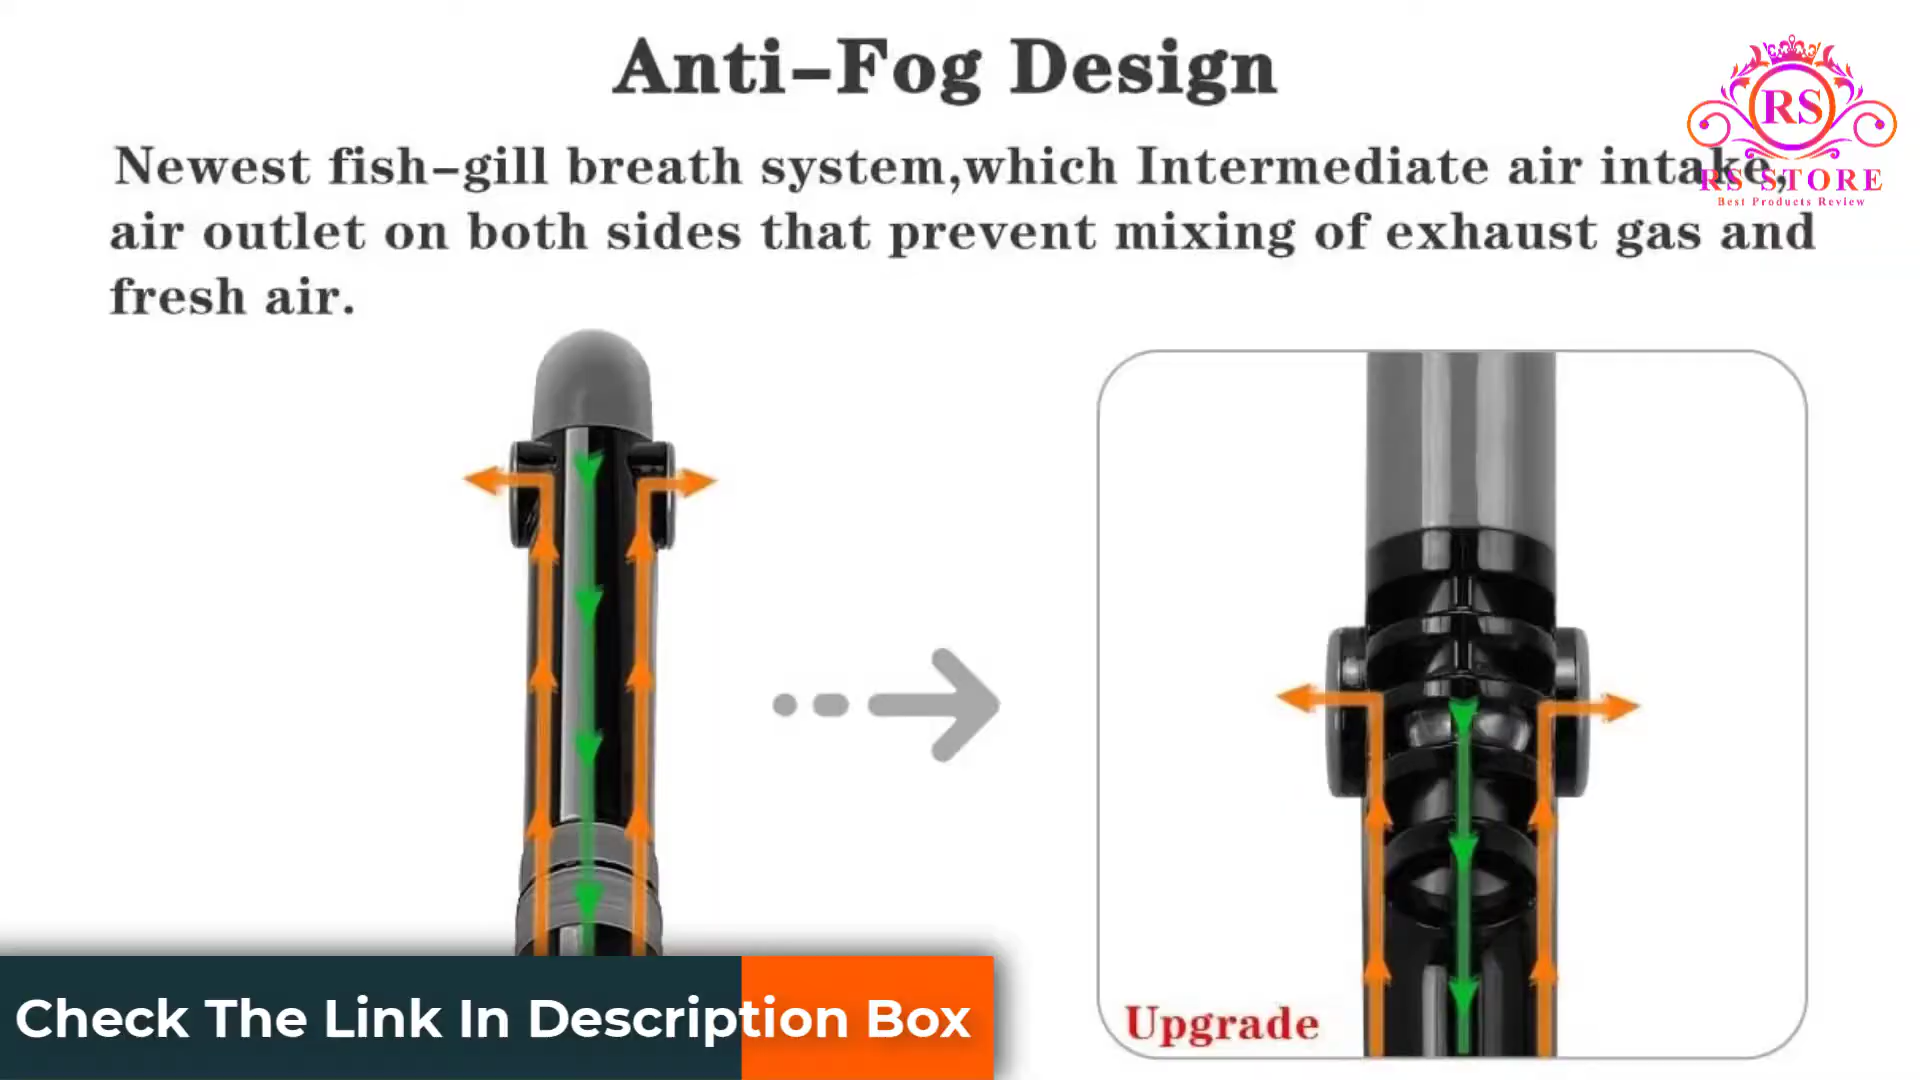 Anti-Fog Design
Newest fish-gill breath system,which Intermediate air intake,
air outlet on both sides that prevent mixing of exhaust gas and
fresh air.
RS
RS STORE
Best Products Review
Upgrade
Check The Link In Description Box